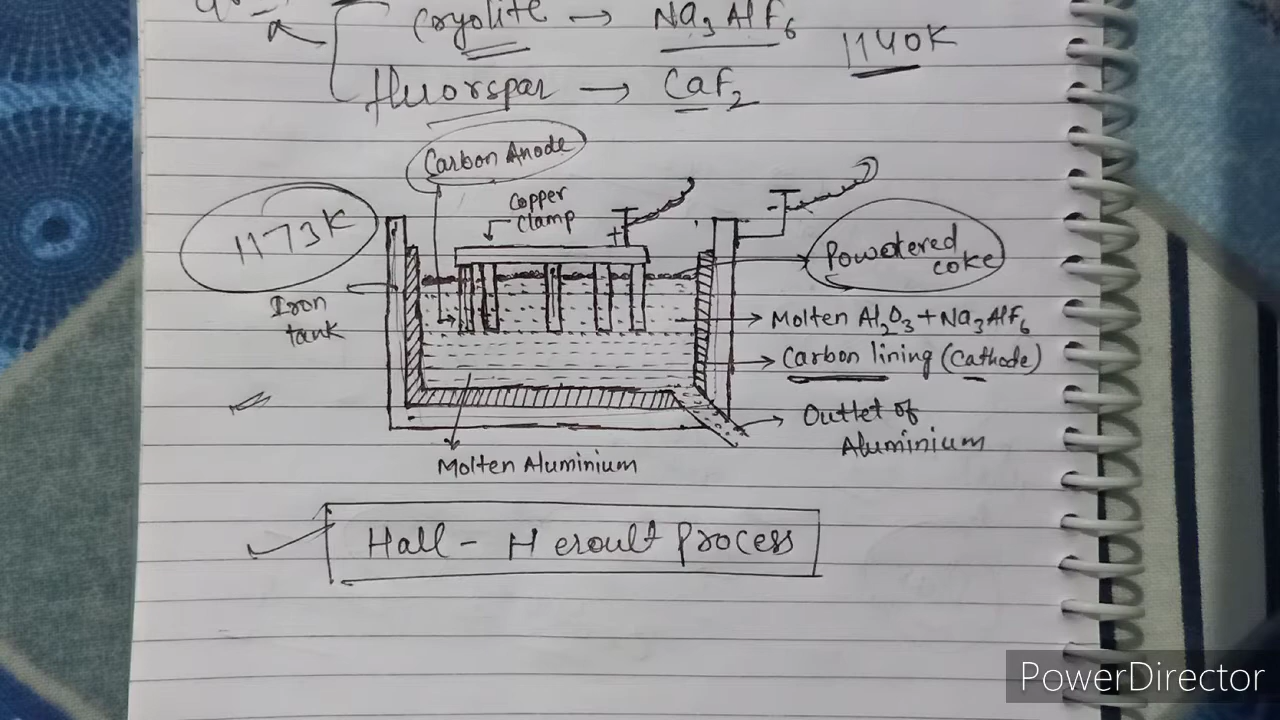 Cryolite → Na3AlF6
1140K
fluorspar → CaF2
Carbon Anode
Copper
clamp
1173K
+
-
Powdered
coke
Iron
tank
→ Molten Al2O3 + Na3AlF6
→ Carbon lining (Cathode)
→ Outlet of
Aluminium
Molten Aluminium
Hall - Heroult Process
PowerDirector